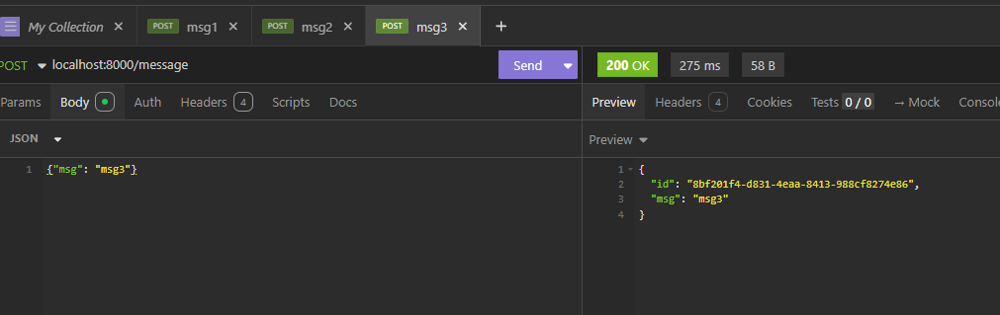 My Collection × POST msg1 × POST msg2 × POST msg3 × +
POST localhost:8000/message Send
200 OK 275 ms 58 B
Params Body Auth Headers 4 Scripts Docs
Preview Headers 4 Cookies Tests 0 / 0 → Mock Consol
JSON
Preview
1 {"msg": "msg3"}
1 {
2 "id": "8bf201f4-d831-4eaa-8413-988cf8274e86",
3 "msg": "msg3"
4 }